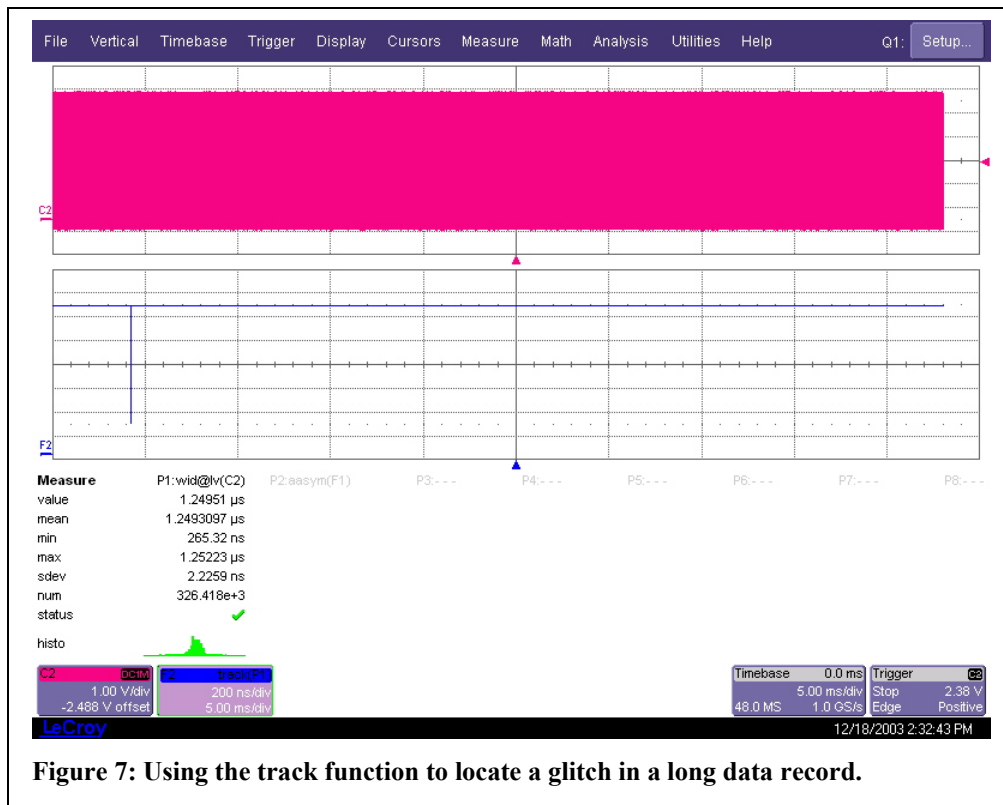 File Vertical Timebase Trigger Display Cursors Measure Math Analysis Utilities Help Q1: Setup...
C2
F2
Measure P1:wid@lv(C2) P2:aasym(F1) P3:--- P4:--- P5:--- P6:--- P7:--- P8:---
value 1.24951 µs
mean 1.2493097 µs
min 265.32 ns
max 1.25223 µs
sdev 2.2259 ns
num 326.418e+3
status
histo
C2 DC1M F2 track(P1) Timebase 0.0 ms Trigger C2
1.00 V/div 200 ns/div 5.00 ms/div Stop 2.38 V
-2.488 V offset 5.00 ms/div 48.0 MS 1.0 GS/s Edge Positive
LeCroy 12/18/2003 2:32:43 PM
Figure 7: Using the track function to locate a glitch in a long data record.